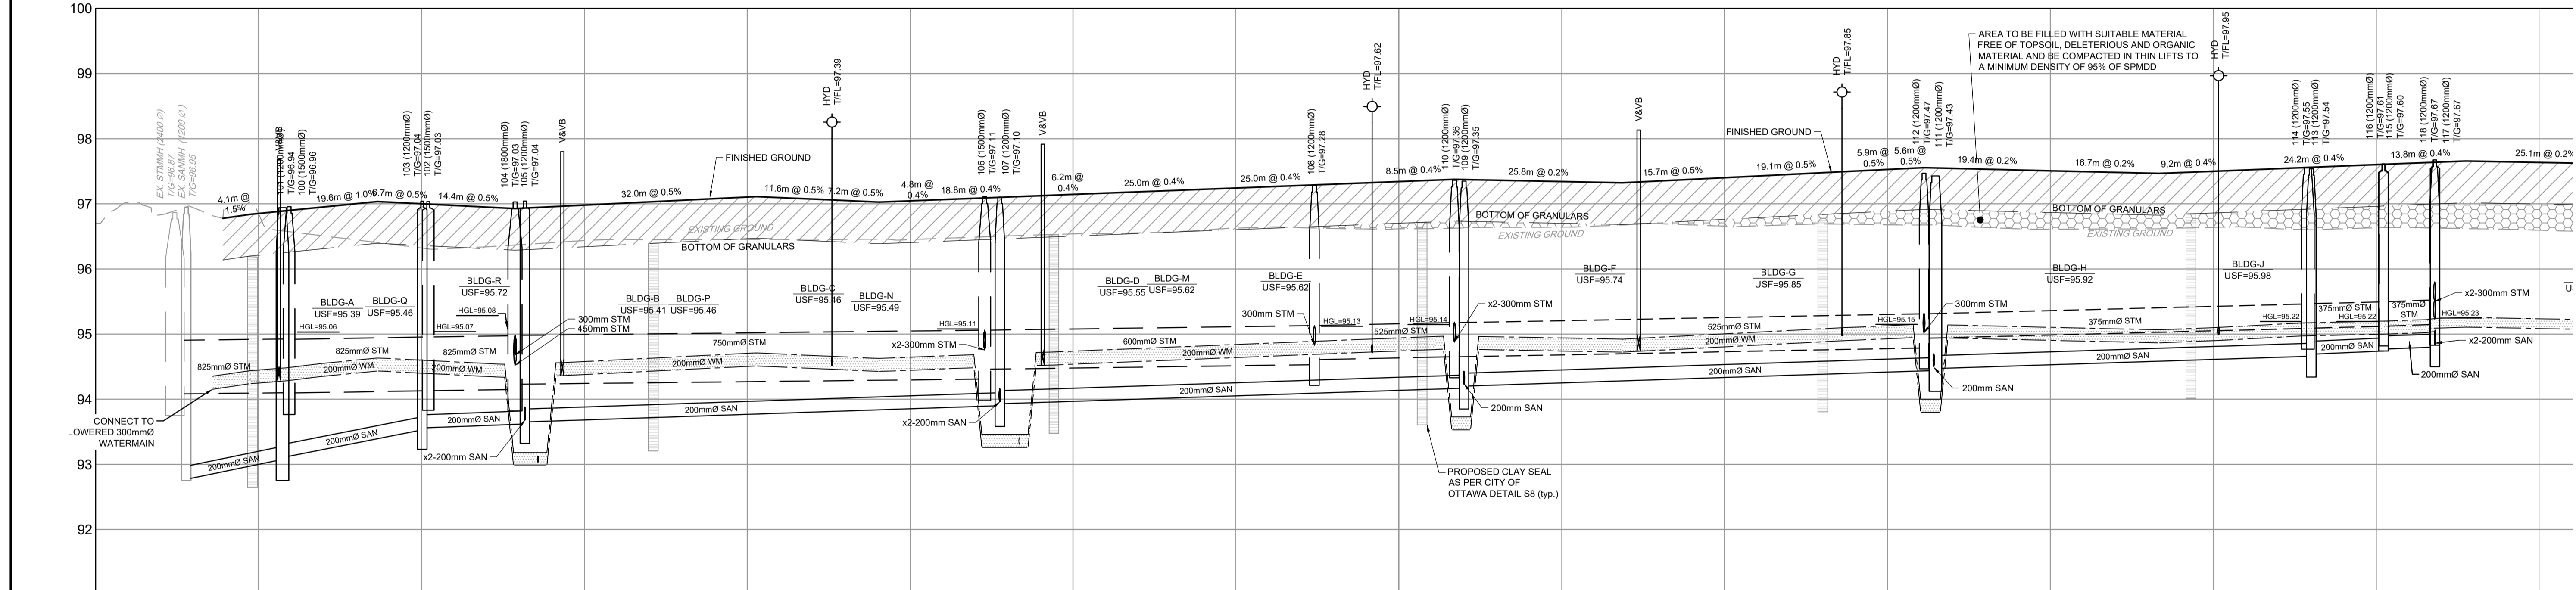 100
99
98
97
96
95
94
93
92
EX. STMMH (2400 Ø)
T/G=96.87
EX. SANMH (1200 Ø)
T/G=96.95
V&VB
T/G=96.94
100 (1500mmØ)
T/G=96.96
103 (1200mmØ)
T/G=97.04
102 (1500mmØ)
T/G=97.03
104 (1800mmØ)
T/G=97.03
105 (1200mmØ)
T/G=97.04
V&VB
HYD
T/FL=97.39
106 (1500mmØ)
T/G=97.11
107 (1200mmØ)
T/G=97.10
V&VB
108 (1200mmØ)
T/G=97.28
HYD
T/FL=97.62
110 (1200mmØ)
T/G=97.36
109 (1200mmØ)
T/G=97.35
V&VB
HYD
T/FL=97.85
112 (1200mmØ)
T/G=97.47
111 (1200mmØ)
T/G=97.43
HYD
T/FL=97.95
114 (1200mmØ)
T/G=97.55
113 (1200mmØ)
T/G=97.54
116 (1200mmØ)
T/G=97.61
115 (1200mmØ)
T/G=97.60
118 (1200mmØ)
T/G=97.67
117 (1200mmØ)
T/G=97.67
AREA TO BE FILLED WITH SUITABLE MATERIAL
FREE OF TOPSOIL, DELETERIOUS AND ORGANIC
MATERIAL AND BE COMPACTED IN THIN LIFTS TO
A MINIMUM DENSITY OF 95% OF SPMDD
FINISHED GROUND
FINISHED GROUND
4.1m @
1.5%
19.6m @ 1.0%
6.7m @ 0.5%
14.4m @ 0.5%
32.0m @ 0.5%
11.6m @ 0.5%
7.2m @ 0.5%
4.8m @
0.4%
18.8m @ 0.4%
6.2m @
0.4%
25.0m @ 0.4%
25.0m @ 0.4%
8.5m @ 0.4%
25.8m @ 0.2%
15.7m @ 0.5%
19.1m @ 0.5%
5.9m @
0.5%
5.6m @
0.5%
19.4m @ 0.2%
16.7m @ 0.2%
9.2m @ 0.4%
24.2m @ 0.4%
13.8m @ 0.4%
25.1m @ 0.2%
EXISTING GROUND
BOTTOM OF GRANULARS
BOTTOM OF GRANULARS
EXISTING GROUND
BOTTOM OF GRANULARS
EXISTING GROUND
BLDG-A
USF=95.39
BLDG-Q
USF=95.46
BLDG-R
USF=95.72
BLDG-B
USF=95.41
BLDG-P
USF=95.46
BLDG-C
USF=95.46
BLDG-N
USF=95.49
BLDG-D
USF=95.55
BLDG-M
USF=95.62
BLDG-E
USF=95.62
BLDG-F
USF=95.74
BLDG-G
USF=95.85
BLDG-H
USF=95.92
BLDG-J
USF=95.98
HGL=95.06
HGL=95.07
HGL=95.08
HGL=95.11
HGL=95.13
HGL=95.14
HGL=95.15
HGL=95.22
HGL=95.22
HGL=95.23
300mm STM
450mm STM
x2-300mm STM
300mm STM
x2-300mm STM
300mm STM
x2-300mm STM
825mmØ STM
825mmØ STM
825mmØ STM
750mmØ STM
600mmØ STM
525mmØ STM
525mmØ STM
375mmØ STM
375mmØ STM
375mmØ
STM
200mmØ WM
200mmØ WM
200mmØ WM
200mmØ WM
200mmØ WM
200mmØ SAN
200mmØ SAN
200mmØ SAN
200mmØ SAN
200mmØ SAN
200mmØ SAN
200mmØ SAN
200mmØ SAN
200mmØ SAN
x2-200mm SAN
x2-200mm SAN
200mm SAN
200mm SAN
x2-200mm SAN
CONNECT TO
LOWERED 300mmØ
WATERMAIN
PROPOSED CLAY SEAL
AS PER CITY OF
OTTAWA DETAIL S8 (typ.)